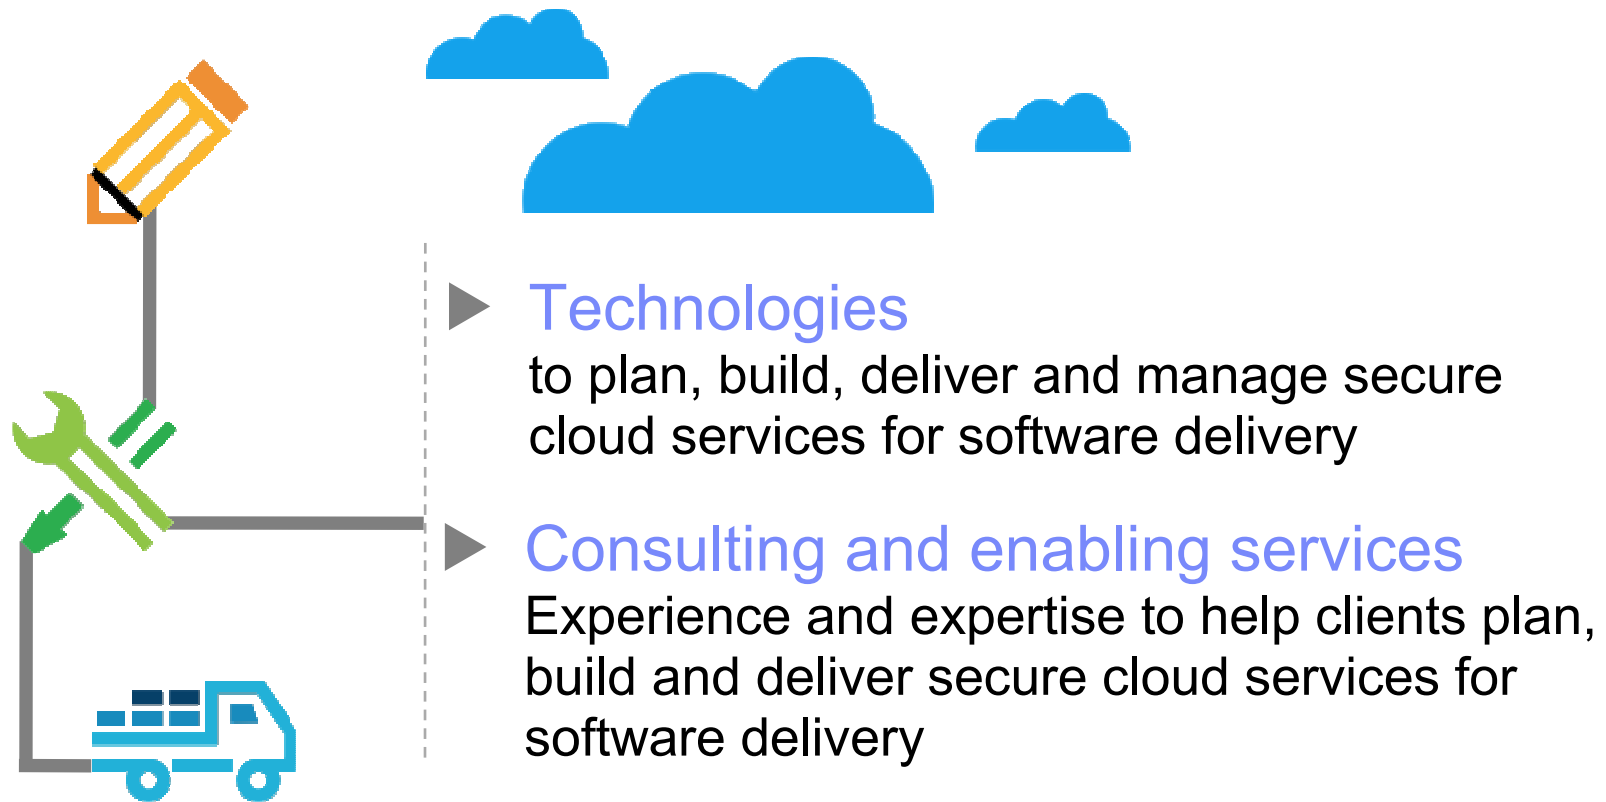 Technologies
to plan, build, deliver and manage secure
cloud services for software delivery
Consulting and enabling services
Experience and expertise to help clients plan,
build and deliver secure cloud services for
software delivery